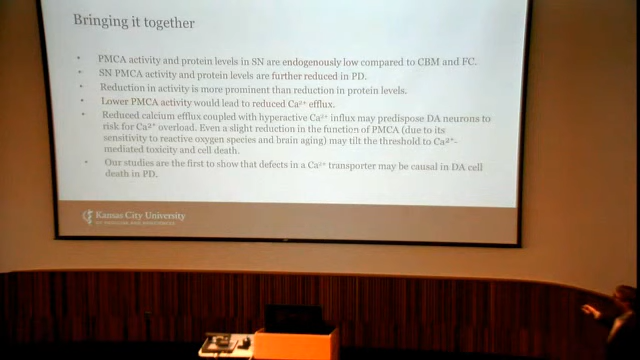 Bringing it together
• PMCA activity and protein levels in SN are endogenously low compared to CBM and FC.
• SN PMCA activity and protein levels are further reduced in PD.
• Reduction in activity is more prominent than reduction in protein levels.
• Lower PMCA activity would lead to reduced Ca²⁺ efflux.
• Reduced calcium efflux coupled with hyperactive Ca²⁺ influx may predispose DA neurons to
risk for Ca²⁺ overload. Even a slight reduction in the function of PMCA (due to its
sensitivity to reactive oxygen species and brain aging) may tilt the threshold to Ca²⁺-
mediated toxicity and cell death.
• Our studies are the first to show that defects in a Ca²⁺ transporter may be causal in DA cell
death in PD.
Kansas City University